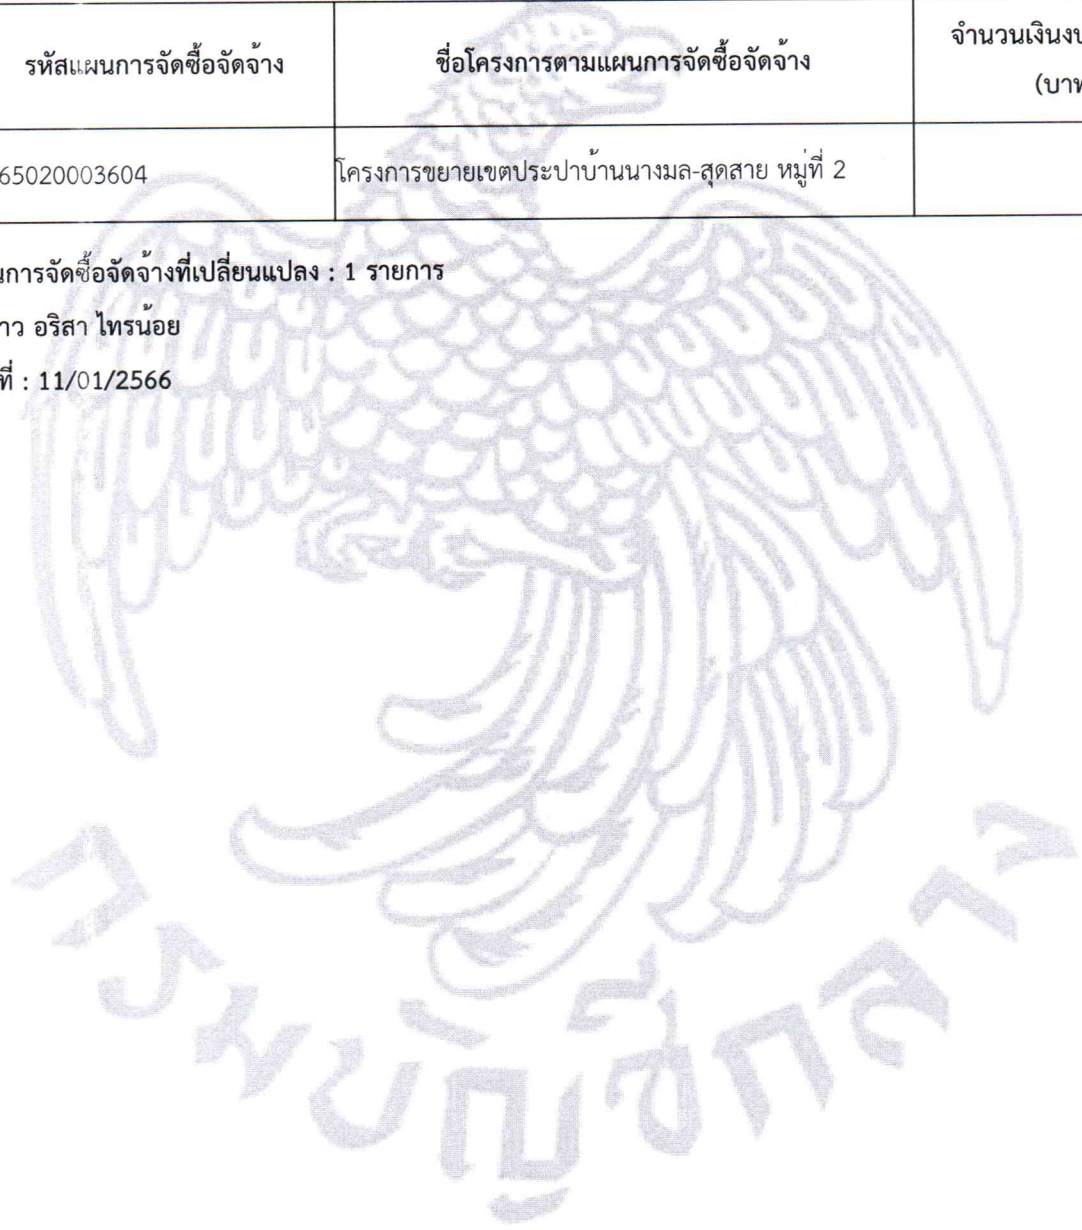 รหัสแผนการจัดซื้อจัดจ้าง ชื่อโครงการตามแผนการจัดซื้อจัดจ้าง จำนวนเงินงบ
(บาท
65020003604 โครงการขยายเขตประปาบ้านนางมล-สุดสาย หมู่ที่ 2
นการจัดซื้อจัดจ้างที่เปลี่ยนแปลง : 1 รายการ
าว อริสา ไทรน้อย
ที่ : 11/01/2566
กรมบัญชีกลาง